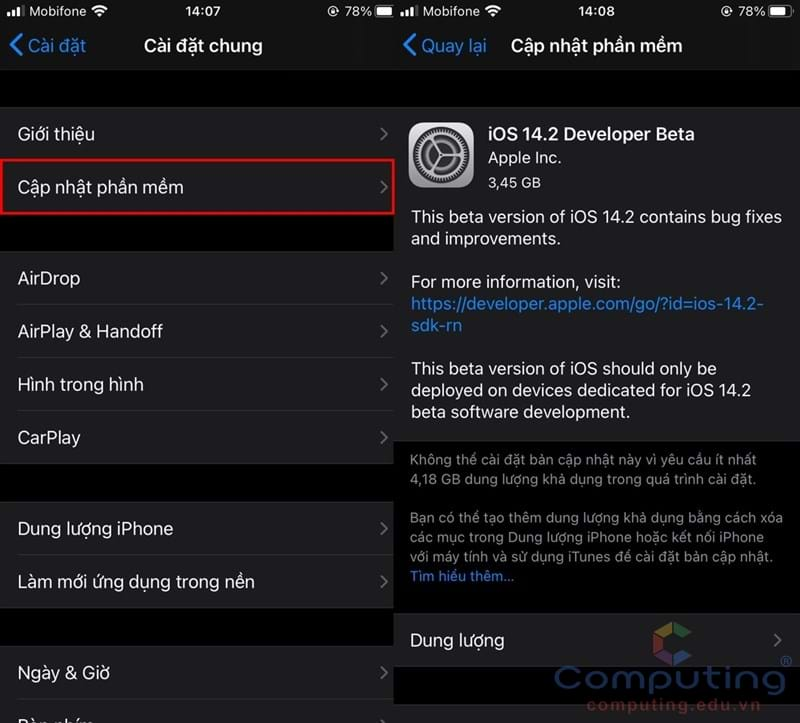 Mobifone 14:07 78%
Cài đặt Cài đặt chung
Giới thiệu
Cập nhật phần mềm
AirDrop
AirPlay & Handoff
Hình trong hình
CarPlay
Dung lượng iPhone
Làm mới ứng dụng trong nền
Ngày & Giờ
Bàn phím
Mobifone 14:08 78%
Quay lại Cập nhật phần mềm
iOS 14.2 Developer Beta
Apple Inc.
3,45 GB
This beta version of iOS 14.2 contains bug fixes
and improvements.
For more information, visit:
https://developer.apple.com/go/?id=ios-14.2-
sdk-rn
This beta version of iOS should only be
deployed on devices dedicated for iOS 14.2
beta software development.
Không thể cài đặt bản cập nhật này vì yêu cầu ít nhất
4,18 GB dung lượng khả dụng trong quá trình cài đặt.
Bạn có thể tạo thêm dung lượng khả dụng bằng cách xóa
các mục trong Dung lượng iPhone hoặc kết nối iPhone
với máy tính và sử dụng iTunes để cài đặt bản cập nhật.
Tìm hiểu thêm...
Dung lượng
Computing®
computing.edu.vn